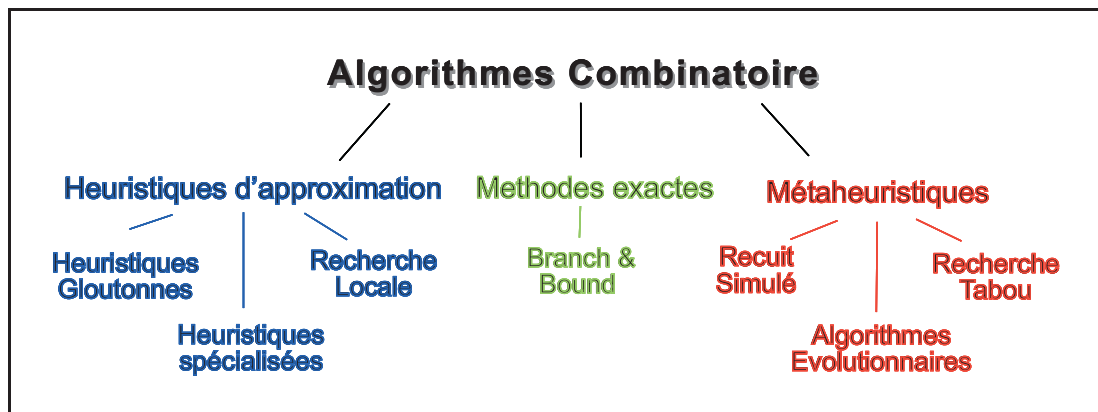 Algorithmes Combinatoire
Heuristiques d’approximation
Heuristiques
Gloutonnes
Heuristiques
spécialisées
Recherche
Locale
Methodes exactes
Branch &
Bound
Métaheuristiques
Recuit
Simulé
Algorithmes
Evolutionnaires
Recherche
Tabou